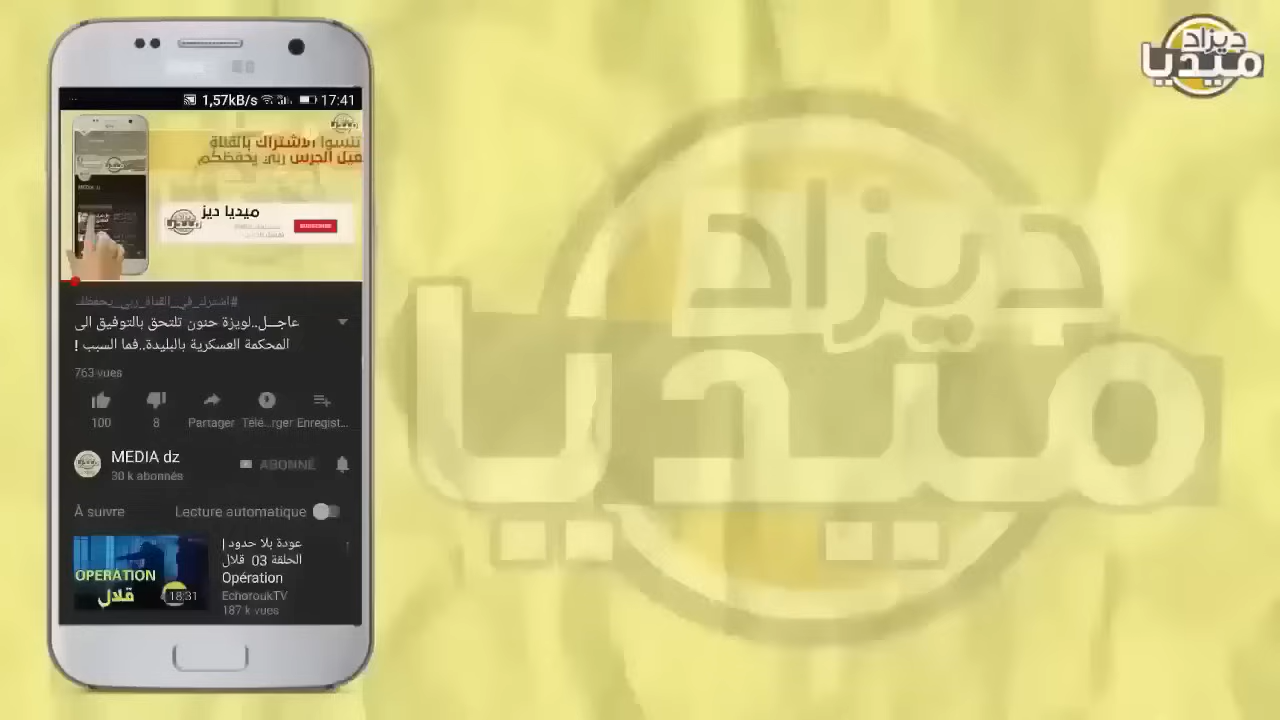 ديزاد
ميديا
1,57kB/s
17:41
تنسوا الاشتراك بالقناة
عيل الجرس ربي يحفظكم
ميديا ديز
SUBSCRIBE
#اشترك_في_القناة_ربي_يحفظك
عاجــل..لويزة حنون تلتحق بالتوفيق الى
المحكمة العسكرية بالبليدة..فما السبب !
763 vues
100
8
Partager
Télé...rger
Enregist...
MEDIA dz
ABONNÉ
30 k abonnés
À suivre
Lecture automatique
OPERATION
قلال
18:31
عودة بلا حدود |
الحلقة 03 قلال
Opération
EchoroukTV
187 k vues
ديزاد
ميديا